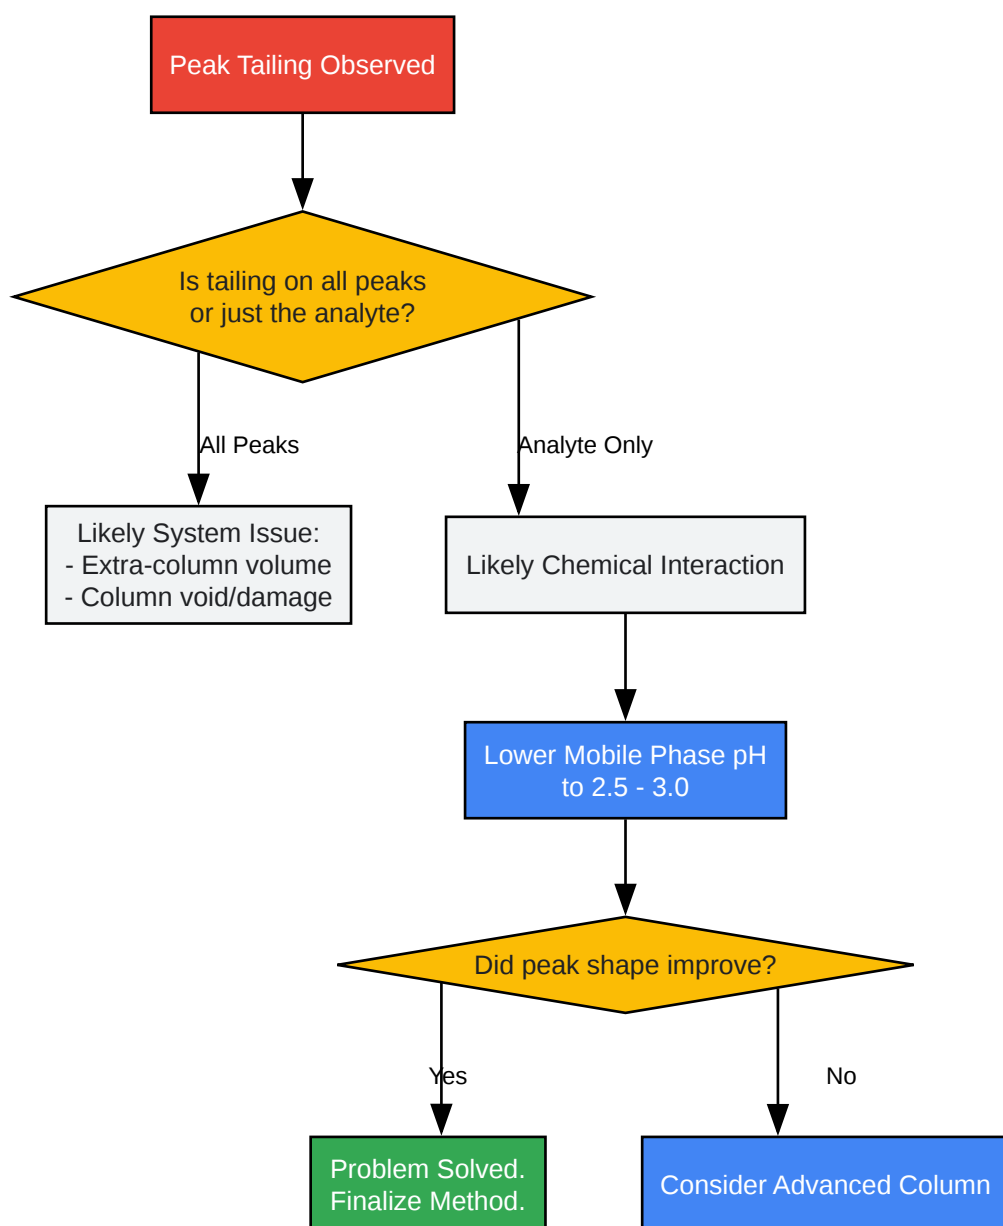 Peak Tailing Observed
Is tailing on all peaks
or just the analyte?
All Peaks
Analyte Only
Likely System Issue:
- Extra-column volume
- Column void/damage
Likely Chemical Interaction
Lower Mobile Phase pH
to 2.5 - 3.0
Did peak shape improve?
Yes
No
Problem Solved.
Finalize Method.
Consider Advanced Column